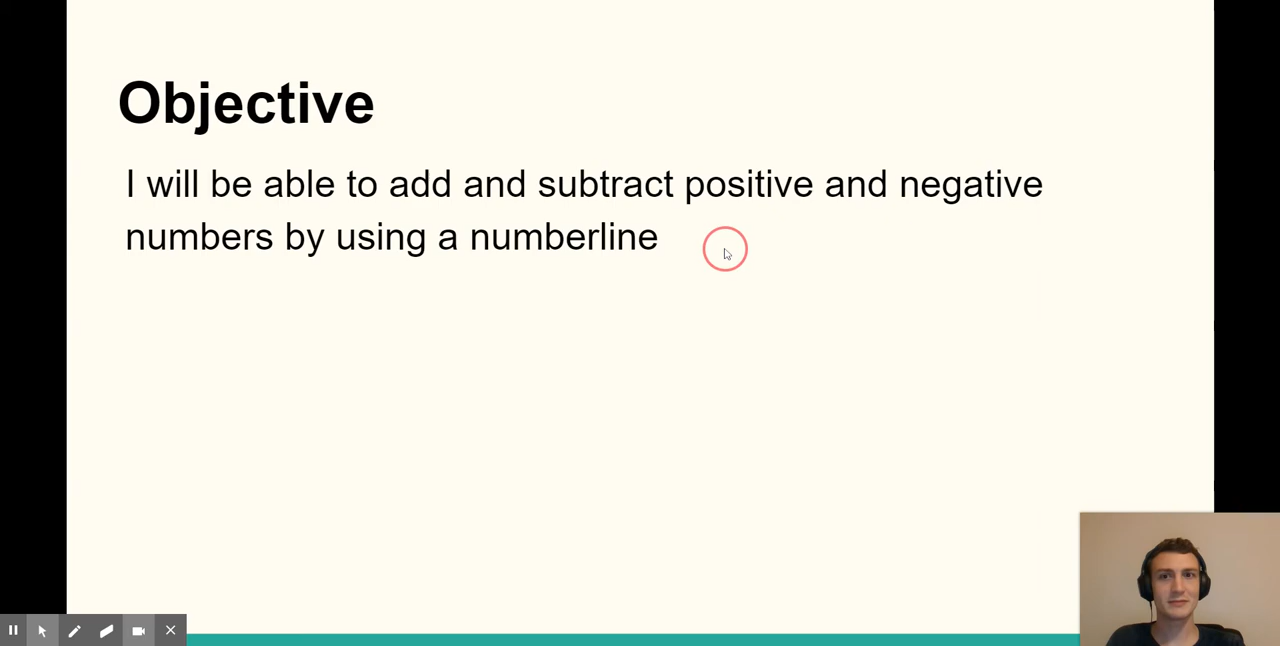 Objective
I will be able to add and subtract positive and negative
numbers by using a numberline